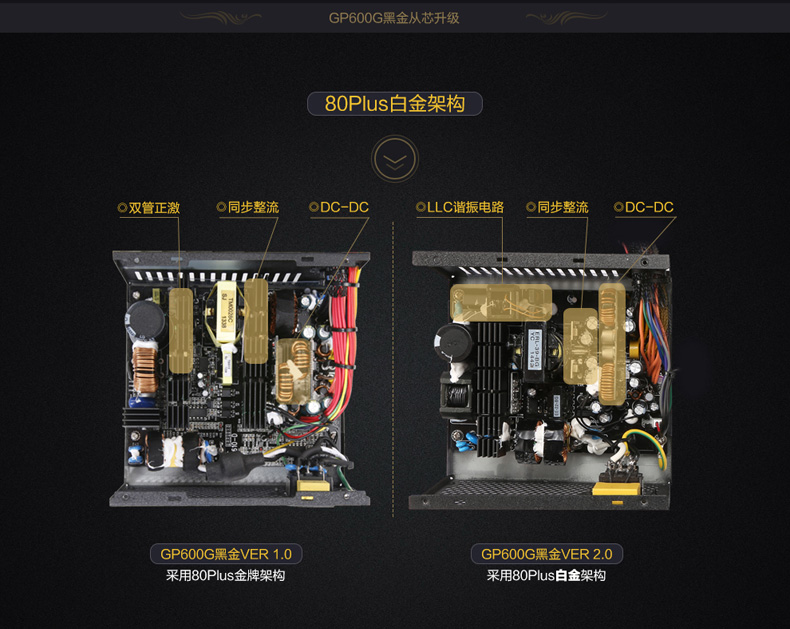 GP600G黑金从芯升级
80Plus白金架构
双管正激 同步整流 DC-DC
LLC谐振电路 同步整流 DC-DC
GP600G黑金VER 1.0
采用80Plus金牌架构
GP600G黑金VER 2.0
采用80Plus白金架构